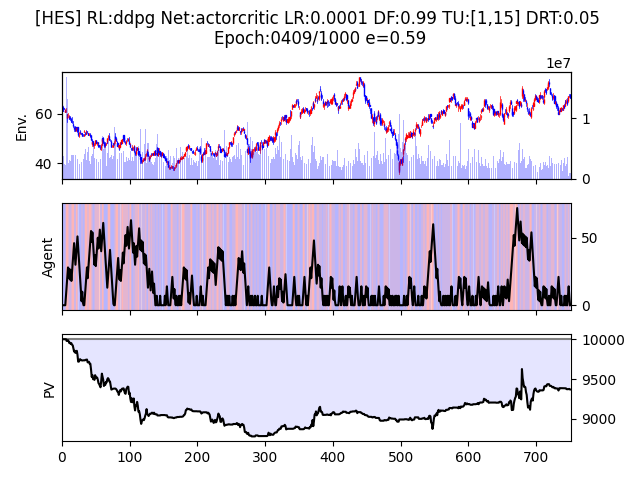 [HES] RL:ddpg Net:actorcritic LR:0.0001 DF:0.99 TU:[1,15] DRT:0.05
Epoch:0409/1000 e=0.59
1e7
Env.
60
40
1
0
Agent
50
0
PV
10000
9500
9000
0 100 200 300 400 500 600 700